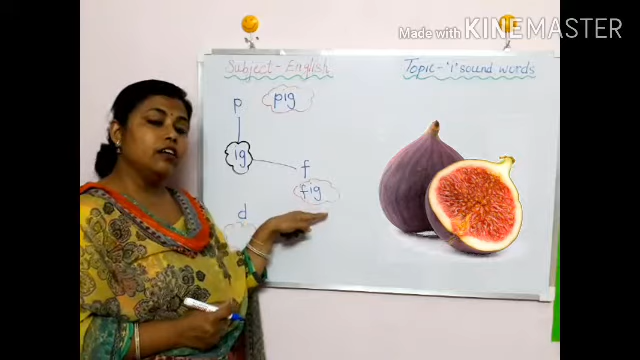 Made with KINEMASTER
Subject - English
Topic - 'i' sound words
p
pig
ig
f
fig
d